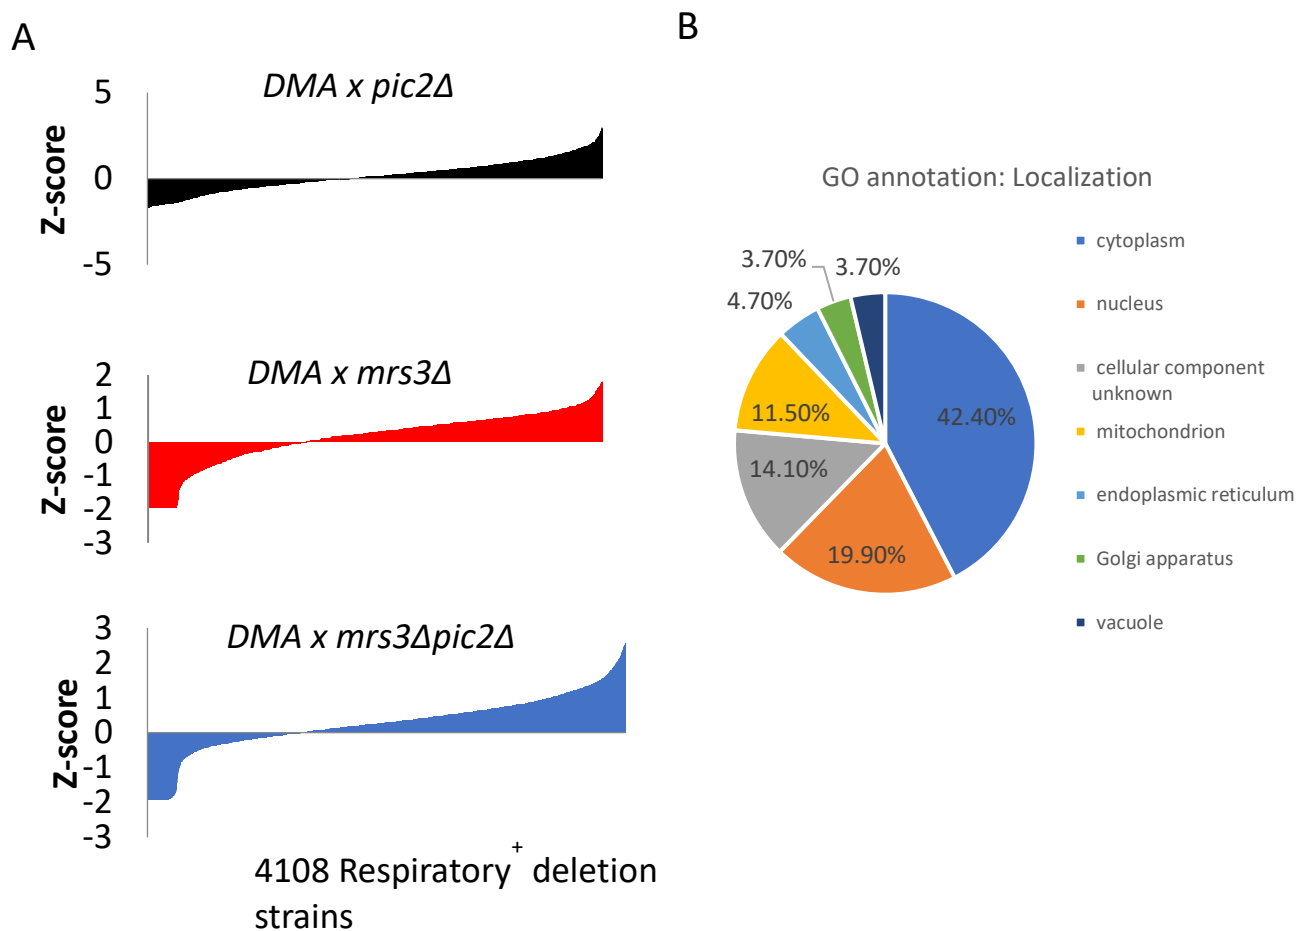 A
DMA x pic2Δ
5
0
-5
Z-score
DMA x mrs3Δ
2
1
0
-1
-2
-3
Z-score
DMA x mrs3Δpic2Δ
3
2
1
0
-1
-2
-3
Z-score
4108 Respiratory+ deletion
strains
B
GO annotation: Localization
3.70%
3.70%
4.70%
11.50%
42.40%
14.10%
19.90%
cytoplasm
nucleus
cellular component
unknown
mitochondrion
endoplasmic reticulum
Golgi apparatus
vacuole